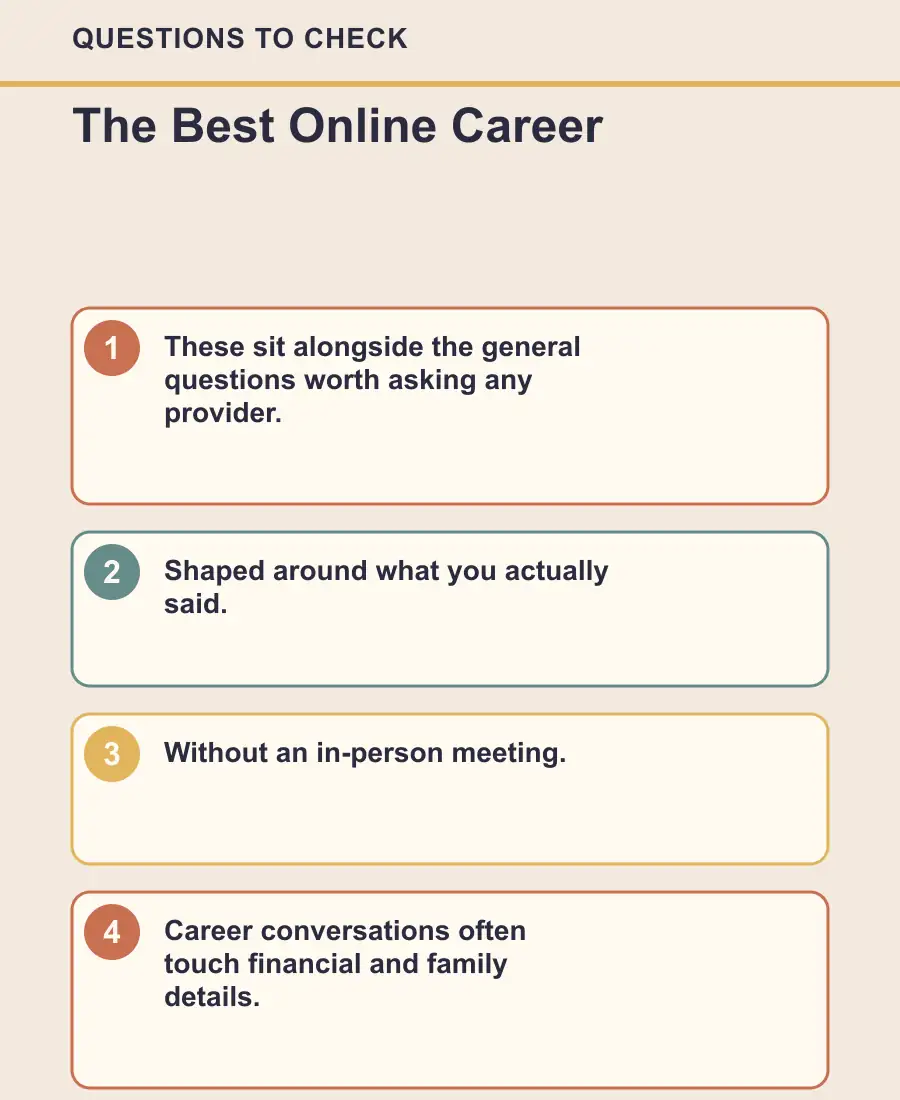 QUESTIONS TO CHECK
The Best Online Career
1
These sit alongside the general
questions worth asking any
provider.
2
Shaped around what you actually
said.
3
Without an in-person meeting.
4
Career conversations often
touch financial and family
details.